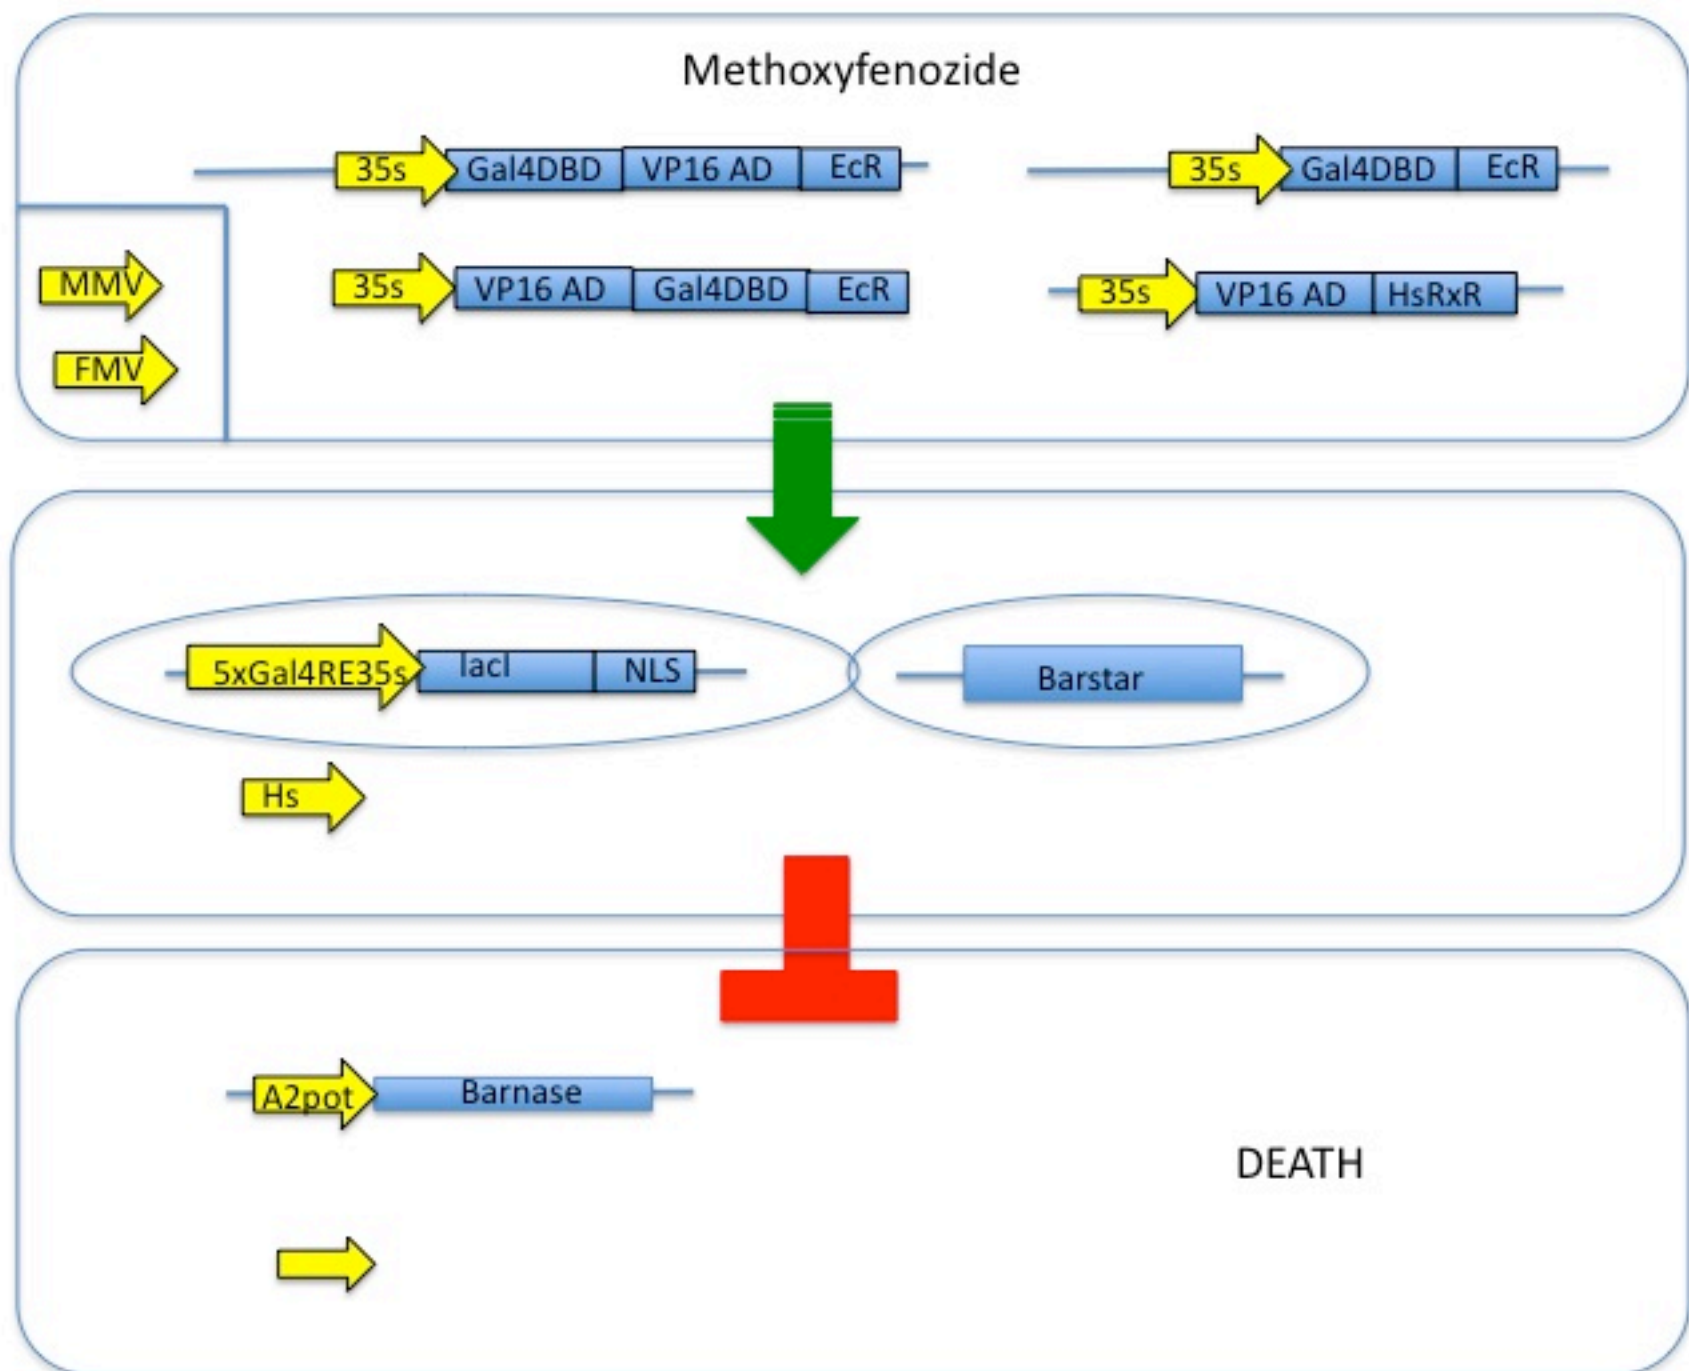 Methoxyfenozide
35s Gal4DBD VP16 AD EcR
35s Gal4DBD EcR
MMV
35s VP16 AD Gal4DBD EcR
35s VP16 AD HsRxR
FMV
5xGal4RE35s lacI NLS
Barstar
Hs
A2pot Barnase
DEATH